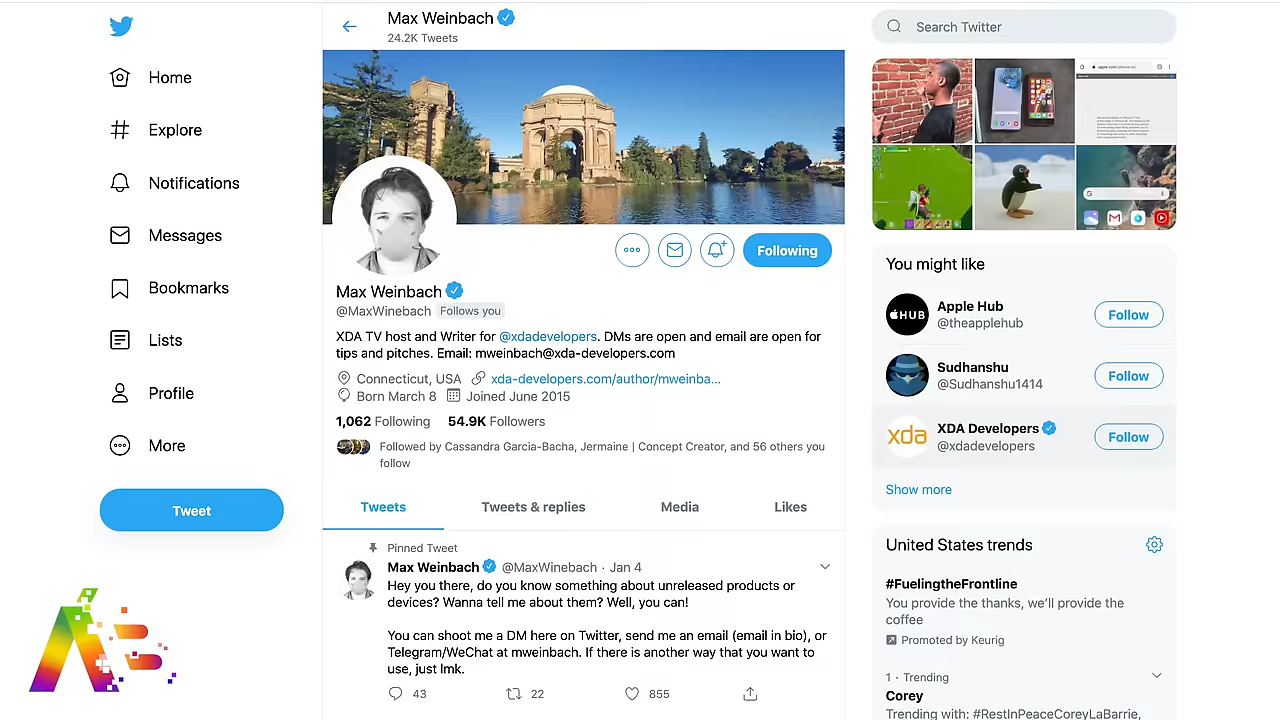 Home
Explore
Notifications
Messages
Bookmarks
Lists
Profile
More
Tweet
Max Weinbach
24.2K Tweets
Following
Max Weinbach
@MaxWinebach Follows you
XDA TV host and Writer for @xdadevelopers. DMs are open and email are open for
tips and pitches. Email: mweinbach@xda-developers.com
Connecticut, USA xda-developers.com/author/mweinba...
Born March 8 Joined June 2015
1,062 Following 54.9K Followers
Followed by Cassandra Garcia-Bacha, Jermaine | Concept Creator, and 56 others you
follow
Tweets Tweets & replies Media Likes
Pinned Tweet
Max Weinbach @MaxWinebach · Jan 4
Hey you there, do you know something about unreleased products or
devices? Wanna tell me about them? Well, you can!
You can shoot me a DM here on Twitter, send me an email (email in bio), or
Telegram/WeChat at mweinbach. If there is another way that you want to
use, just lmk.
43 22 855
Search Twitter
You might like
HUB
Apple Hub
@theapplehub
Follow
Sudhanshu
@Sudhanshu1414
Follow
xda
XDA Developers
@xdadevelopers
Follow
Show more
United States trends
#FuelingtheFrontline
You provide the thanks, we'll provide the
coffee
Promoted by Keurig
1 · Trending
Corey
Trending with: #RestInPeaceCoreyLaBarrie,